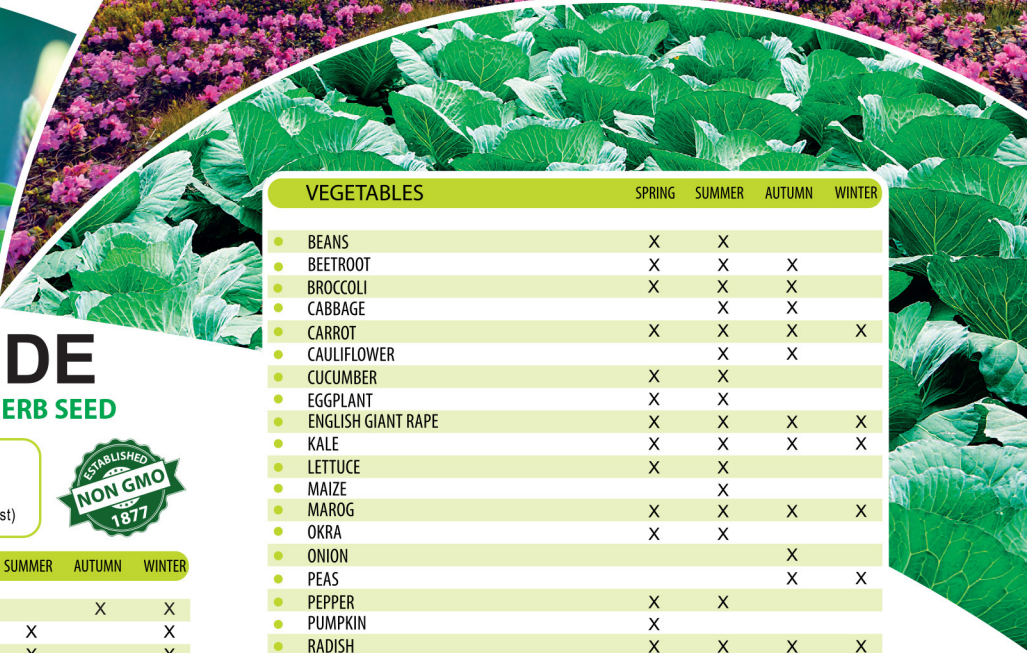 VEGETABLES SPRING SUMMER AUTUMN WINTER
BEANS X X
BEETROOT X X X
BROCCOLI X X X
CABBAGE X X
CARROT X X X X
CAULIFLOWER X X
CUCUMBER X X
EGGPLANT X X
ENGLISH GIANT RAPE X X X X
KALE X X X X
LETTUCE X X
MAIZE X
MAROG X X X X
OKRA X X
ONION X
PEAS X X
PEPPER X X
PUMPKIN X
RADISH X X X X
DE
ERB SEED
st)
ESTABLISHED
NON GMO
1877
SUMMER AUTUMN WINTER
X X
X X
X X